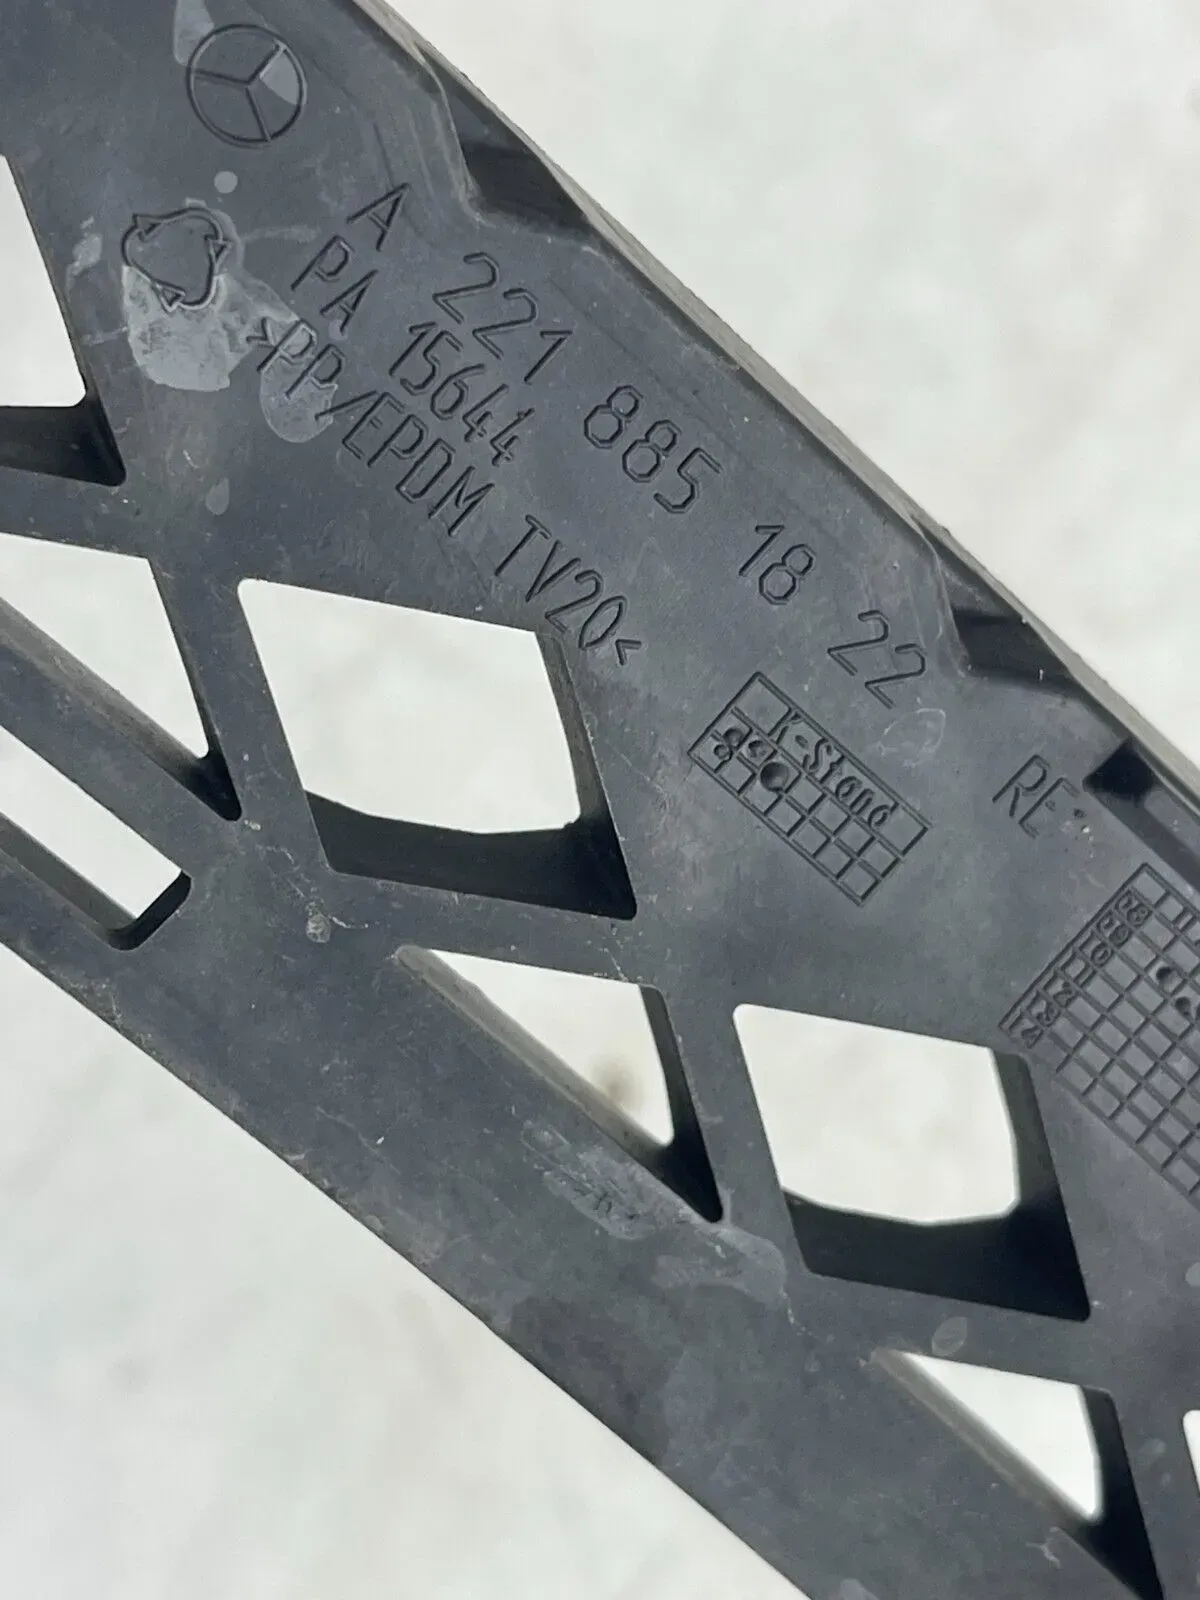 A 221 885 18 22
PA 15644
>PP/EPDM TV20<
K-Stand
RE